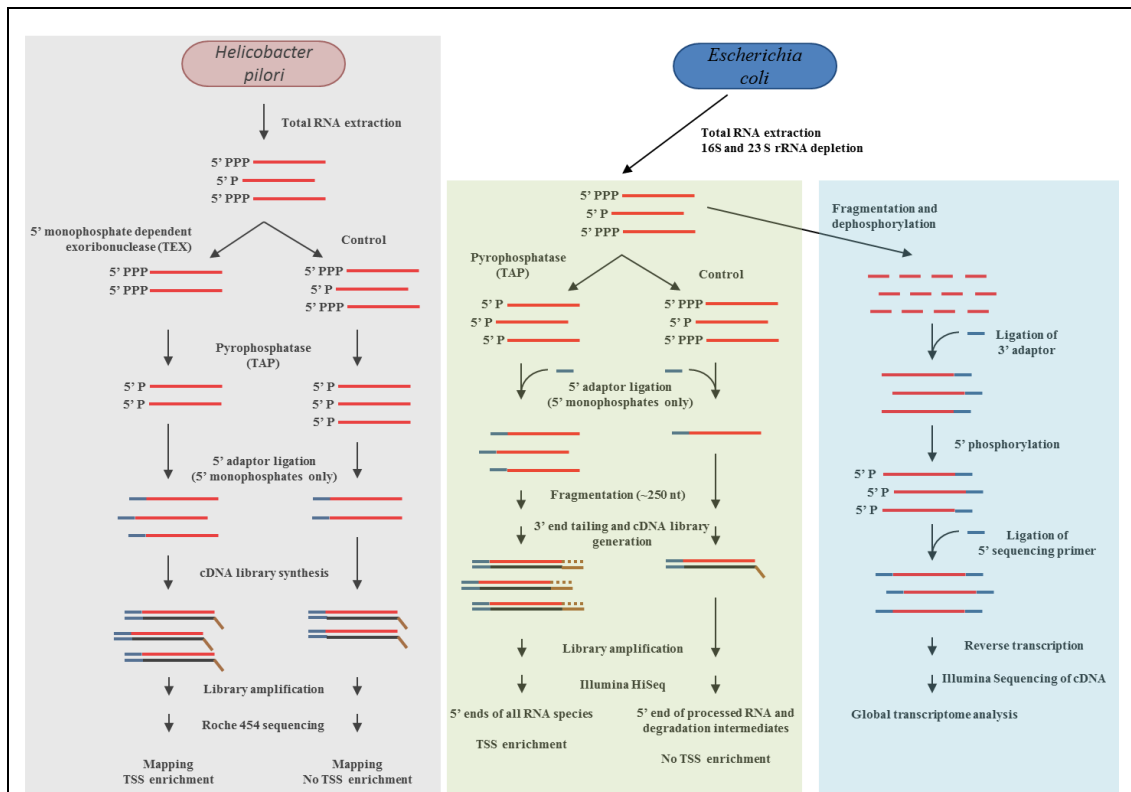 Helicobacter
pilori
Total RNA extraction
5' PPP
5' P
5' PPP
5' monophosphate dependent
exoribonuclease (TEX)
Control
5' PPP
5' PPP
5' PPP
5' P
5' PPP
Pyrophosphatase
(TAP)
5' P
5' P
5' P
5' P
5' P
5' adaptor ligation
(5' monophosphates only)
cDNA library synthesis
Library amplification
Roche 454 sequencing
Mapping
TSS enrichment
Mapping
No TSS enrichment
Escherichia
coli
Total RNA extraction
16S and 23 S rRNA depletion
5' PPP
5' P
5' PPP
Pyrophosphatase
(TAP)
Control
5' P
5' P
5' P
5' PPP
5' P
5' PPP
5' adaptor ligation
(5' monophosphates only)
Fragmentation (~250 nt)
3' end tailing and cDNA library
generation
Library amplification
Illumina HiSeq
5' ends of all RNA species
TSS enrichment
5' end of processed RNA and
degradation intermediates
No TSS enrichment
Fragmentation and
dephosphorylation
Ligation of
3' adaptor
5' phosphorylation
5' P
5' P
5' P
Ligation of
5' sequencing primer
Reverse transcription
Illumina Sequencing of cDNA
Global transcriptome analysis